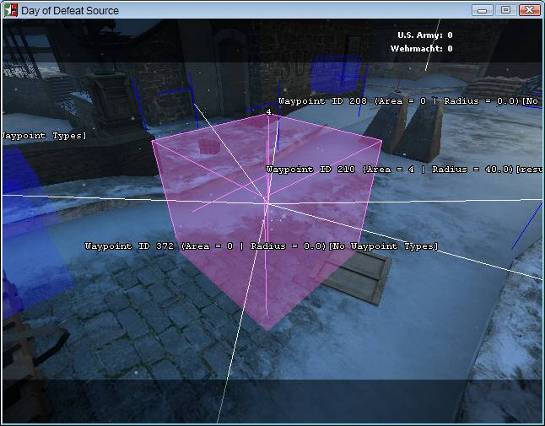 Day of Defeat Source
U.S. Army: 0
Wehrmacht: 0
Waypoint ID 208 (Area = 0 | Radius = 0.0)[No
4
Waypoint Types]
Waypoint ID 210 [Area = 4 | Radius = 40.0)[resu
Waypoint ID 372 (Area = 0 | Radius = 0.0)[No Waypoint Types]